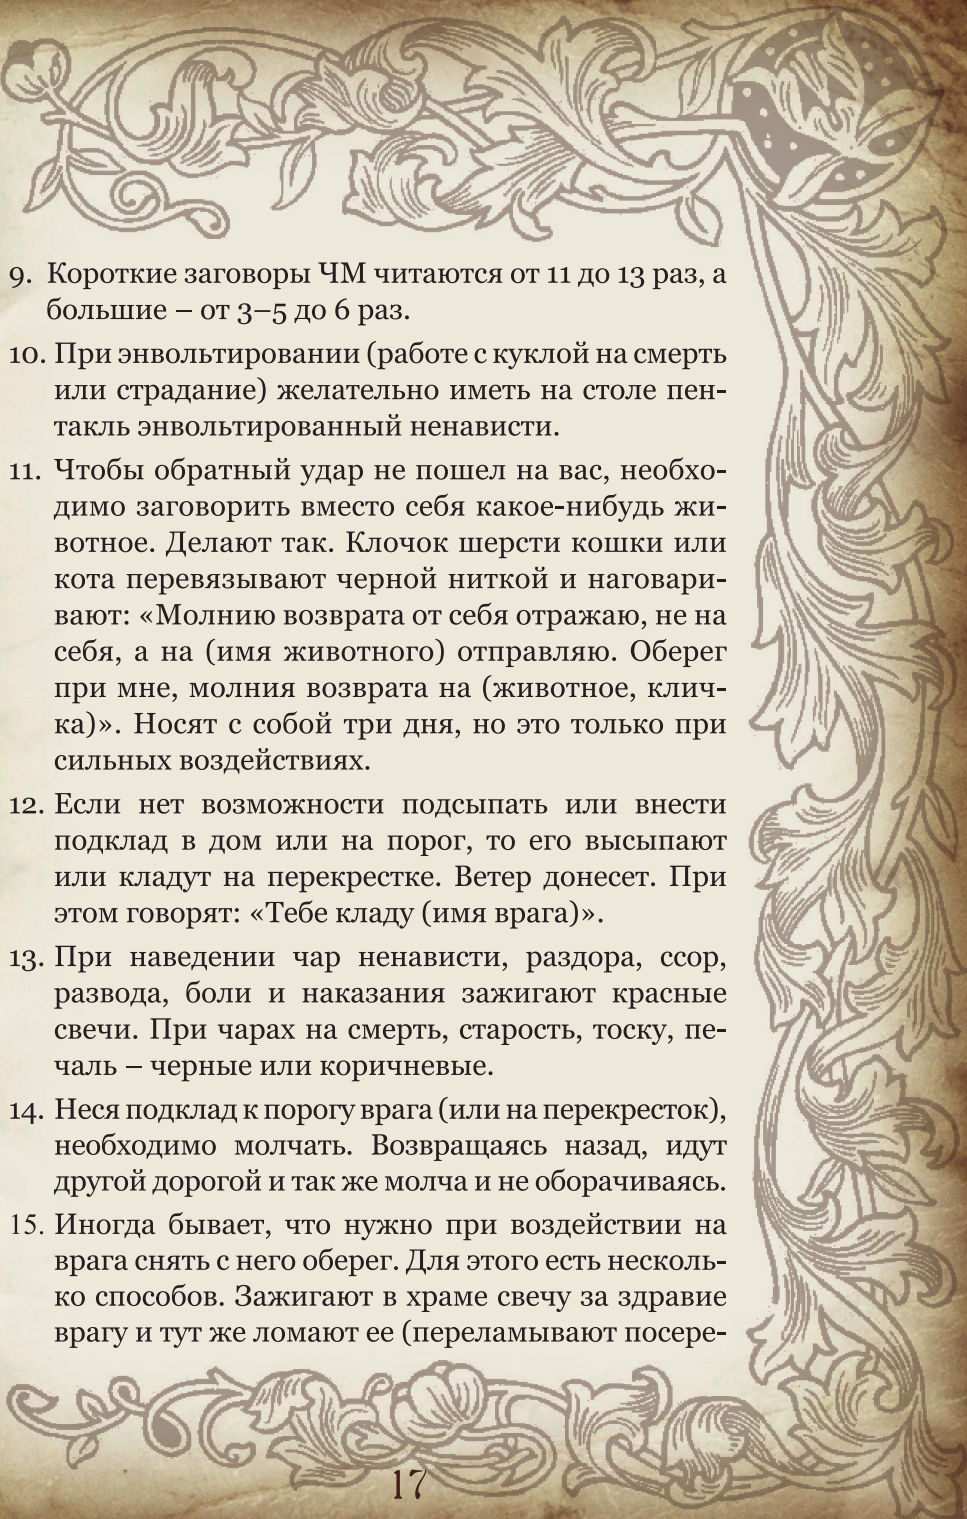 9. Короткие заговоры ЧМ читаются от 11 до 13 раз, а
большие – от 3–5 до 6 раз.
10. При энвольтировании (работе с куклой на смерть
или страдание) желательно иметь на столе пен-
такль энвольтированный ненависти.
11. Чтобы обратный удар не пошел на вас, необхо-
димо заговорить вместо себя какое-нибудь жи-
вотное. Делают так. Клочок шерсти кошки или
кота перевязывают черной ниткой и наговари-
вают: «Молнию возврата от себя отражаю, не на
себя, а на (имя животного) отправляю. Оберег
при мне, молния возврата на (животное, клич-
ка)». Носят с собой три дня, но это только при
сильных воздействиях.
12. Если нет возможности подсыпать или внести
подклад в дом или на порог, то его высыпают
или кладут на перекрестке. Ветер донесет. При
этом говорят: «Тебе кладу (имя врага)».
13. При наведении чар ненависти, раздора, ссор,
развода, боли и наказания зажигают красные
свечи. При чарах на смерть, старость, тоску, пе-
чаль – черные или коричневые.
14. Неся подклад к порогу врага (или на перекресток),
необходимо молчать. Возвращаясь назад, идут
другой дорогой и так же молча и не оборачиваясь.
15. Иногда бывает, что нужно при воздействии на
врага снять с него оберег. Для этого есть несколь-
ко способов. Зажигают в храме свечу за здравие
врагу и тут же ломают ее (переламывают посере-
17